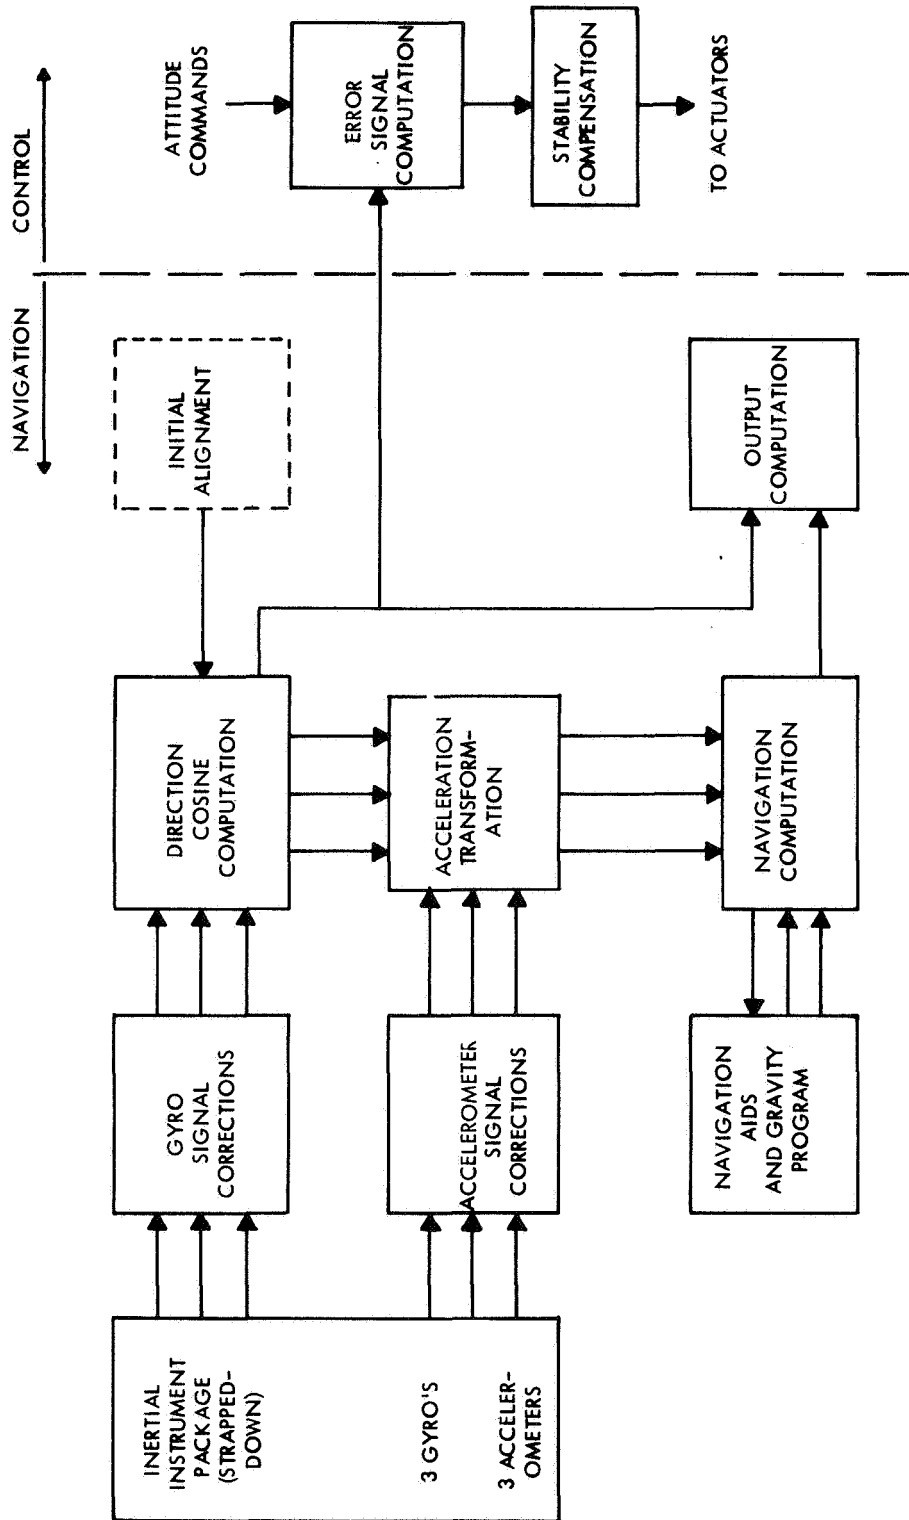 NAVIGATION
CONTROL
INERTIAL
INSTRUMENT
PACKAGE
(STRAPPED-
DOWN)
3 GYRO'S
3 ACCELER-
OMETERS
GYRO
SIGNAL
CORRECTIONS
ACCELEROMETER
SIGNAL
CORRECTIONS
NAVIGATION
AIDS
AND GRAVITY
PROGRAM
DIRECTION
COSINE
COMPUTATION
ACCELERATION
TRANSFORM-
ATION
NAVIGATION
COMPUTATION
INITIAL
ALIGNMENT
OUTPUT
COMPUTATION
ATTITUDE
COMMANDS
ERROR
SIGNAL
COMPUTATION
STABILITY
COMPENSATION
TO ACTUATORS